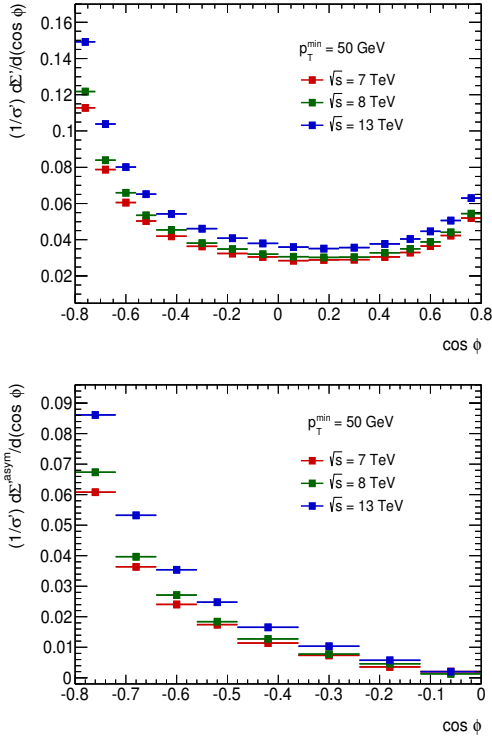 (1/σ') dΣ'/d(cos ϕ)
0.16
0.14
0.12
0.1
0.08
0.06
0.04
0.02
p_T^min = 50 GeV
√s = 7 TeV
√s = 8 TeV
√s = 13 TeV
-0.8 -0.6 -0.4 -0.2 0 0.2 0.4 0.6 0.8
cos ϕ
(1/σ') dΣ'^asym/d(cos ϕ)
0.09
0.08
0.07
0.06
0.05
0.04
0.03
0.02
0.01
0
p_T^min = 50 GeV
√s = 7 TeV
√s = 8 TeV
√s = 13 TeV
-0.8 -0.7 -0.6 -0.5 -0.4 -0.3 -0.2 -0.1 0
cos ϕ